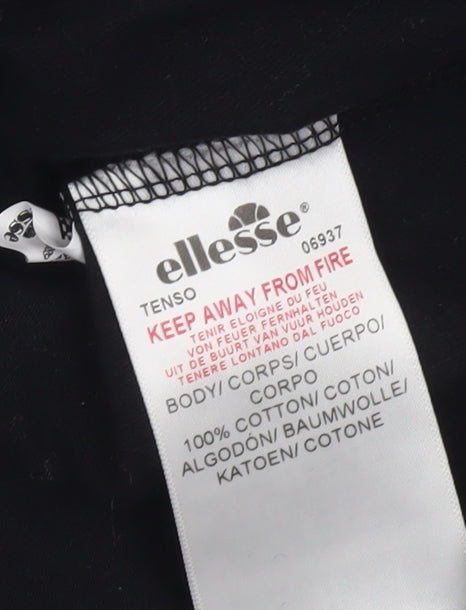 ellesse®
TENSO 06937
KEEP AWAY FROM FIRE
TENIR ELOIGNE DU FEU
VON FEUER FERNHALTEN
UIT DE BUURT VAN VUUR HOUDEN
TENERE LONTANO DAL FUOCO
BODY/ CORPS/ CUERPO/
CORPO
100% COTTON/ COTON/
ALGODÓN/ BAUMWOLLE/
KATOEN/ COTONE